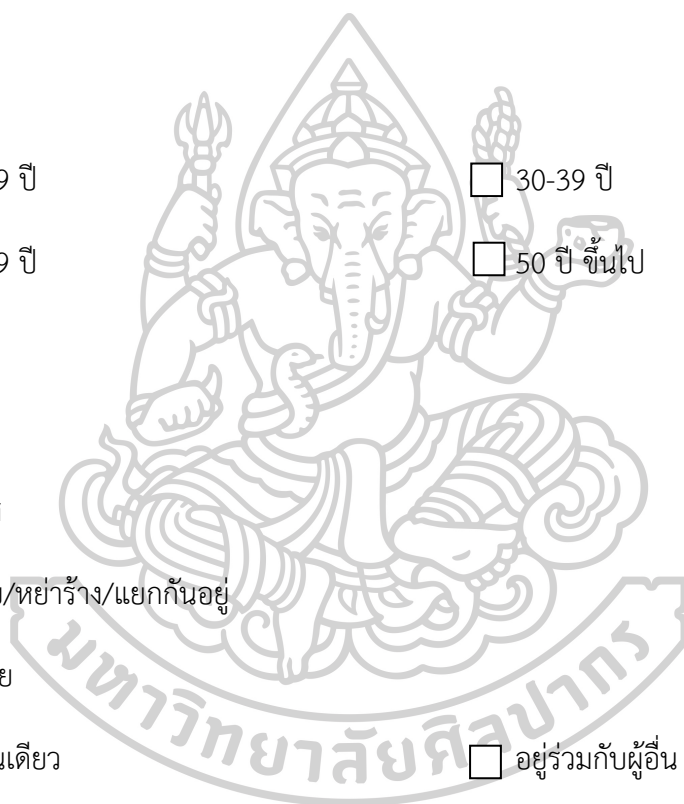 9 ปี 30-39 ปี
9 ปี 50 ปี ขึ้นไป
/หย่าร้าง/แยกกันอยู่
ย
นเดียว อยู่ร่วมกับผู้อื่น
มหาวิทยาลัยศิลปากร